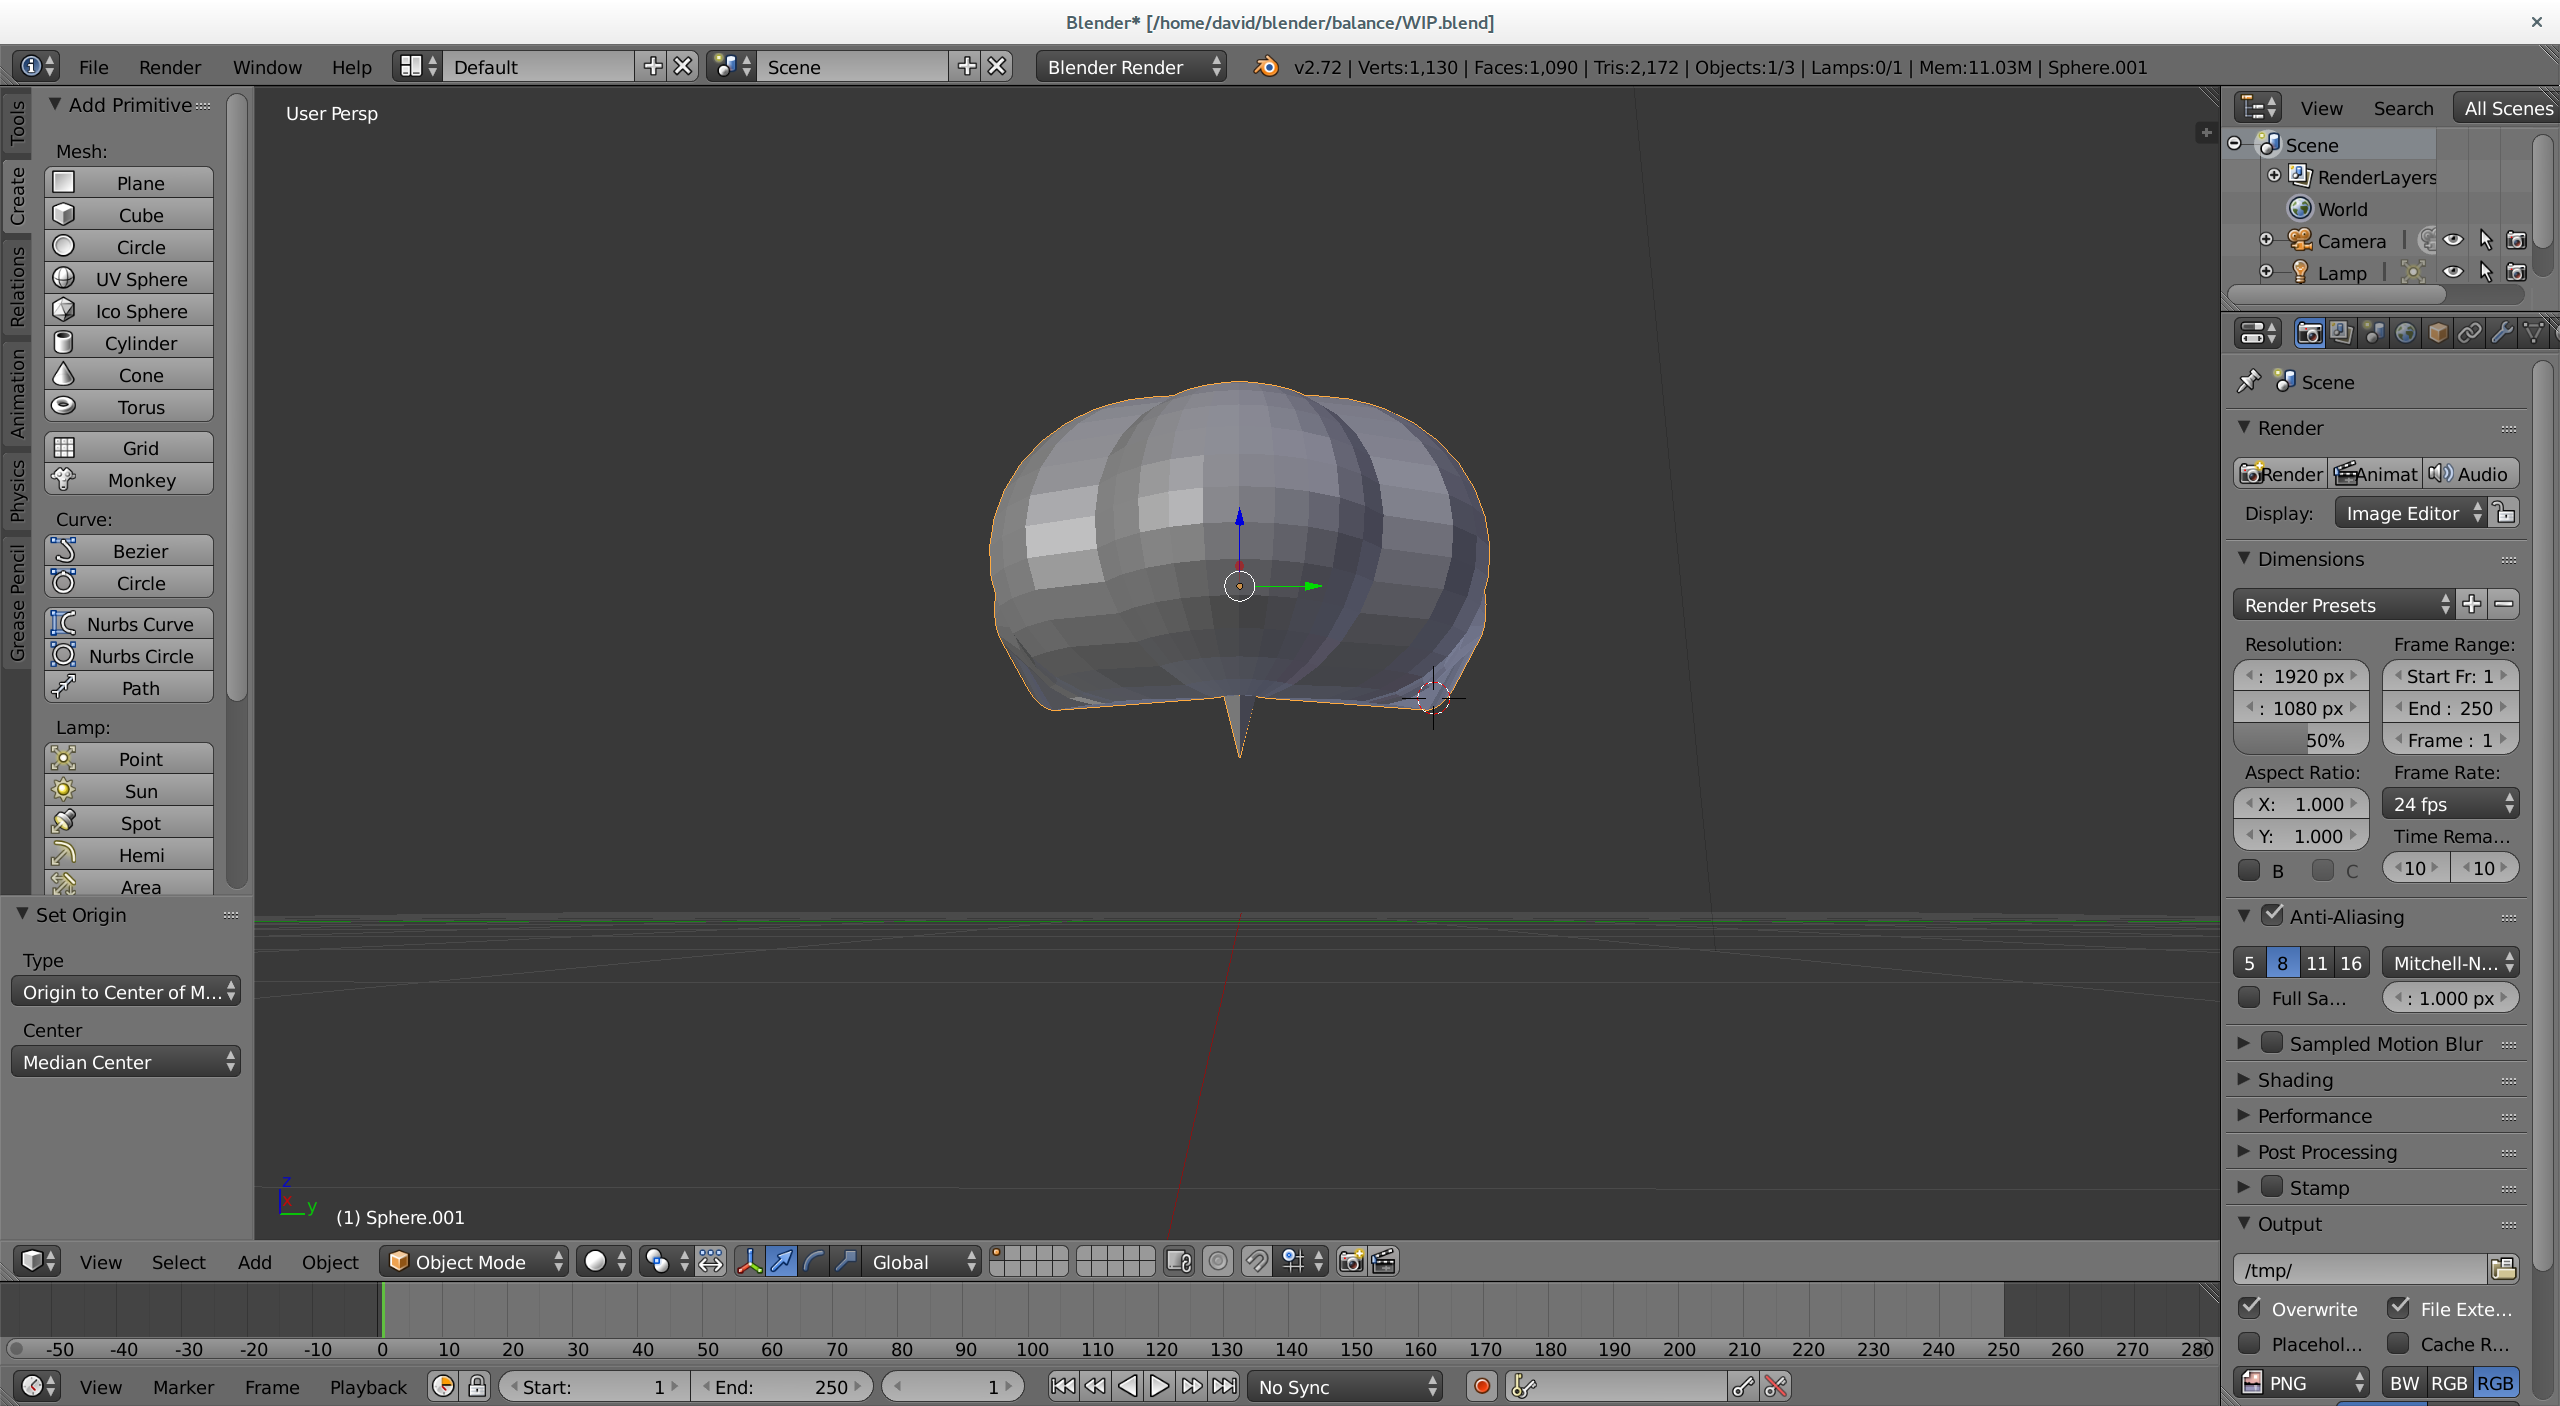 Blender* [/home/david/blender/balance/WIP.blend]
File Render Window Help Default Scene Blender Render v2.72 | Verts:1,130 | Faces:1,090 | Tris:2,172 | Objects:1/3 | Lamps:0/1 | Mem:11.03M | Sphere.001
Tools
Create
Relations
Animation
Physics
Grease Pencil
Add Primitive
Mesh:
Plane
Cube
Circle
UV Sphere
Ico Sphere
Cylinder
Cone
Torus
Grid
Monkey
Curve:
Bezier
Circle
Nurbs Curve
Nurbs Circle
Path
Lamp:
Point
Sun
Spot
Hemi
Area
Set Origin
Type
Origin to Center of M...
Center
Median Center
User Persp
z
x
y
(1) Sphere.001
View Select Add Object Object Mode Global
-50 -40 -30 -20 -10 0 10 20 30 40 50 60 70 80 90 100 110 120 130 140 150 160 170 180 190 200 210 220 230 240 250 260 270 280
View Marker Frame Playback Start: 1 End: 250 1 No Sync
View Search All Scenes
Scene
RenderLayers
World
Camera
Lamp
Scene
Render
Render Animat Audio
Display: Image Editor
Dimensions
Render Presets
Resolution: Frame Range:
: 1920 px Start Fr: 1
: 1080 px End : 250
50% Frame : 1
Aspect Ratio: Frame Rate:
X: 1.000 24 fps
Y: 1.000 Time Rema...
B C 10 10
Anti-Aliasing
5 8 11 16 Mitchell-N...
Full Sa... : 1.000 px
Sampled Motion Blur
Shading
Performance
Post Processing
Stamp
Output
/tmp/
Overwrite File Exte...
Placehol... Cache R...
PNG BW RGB RGB